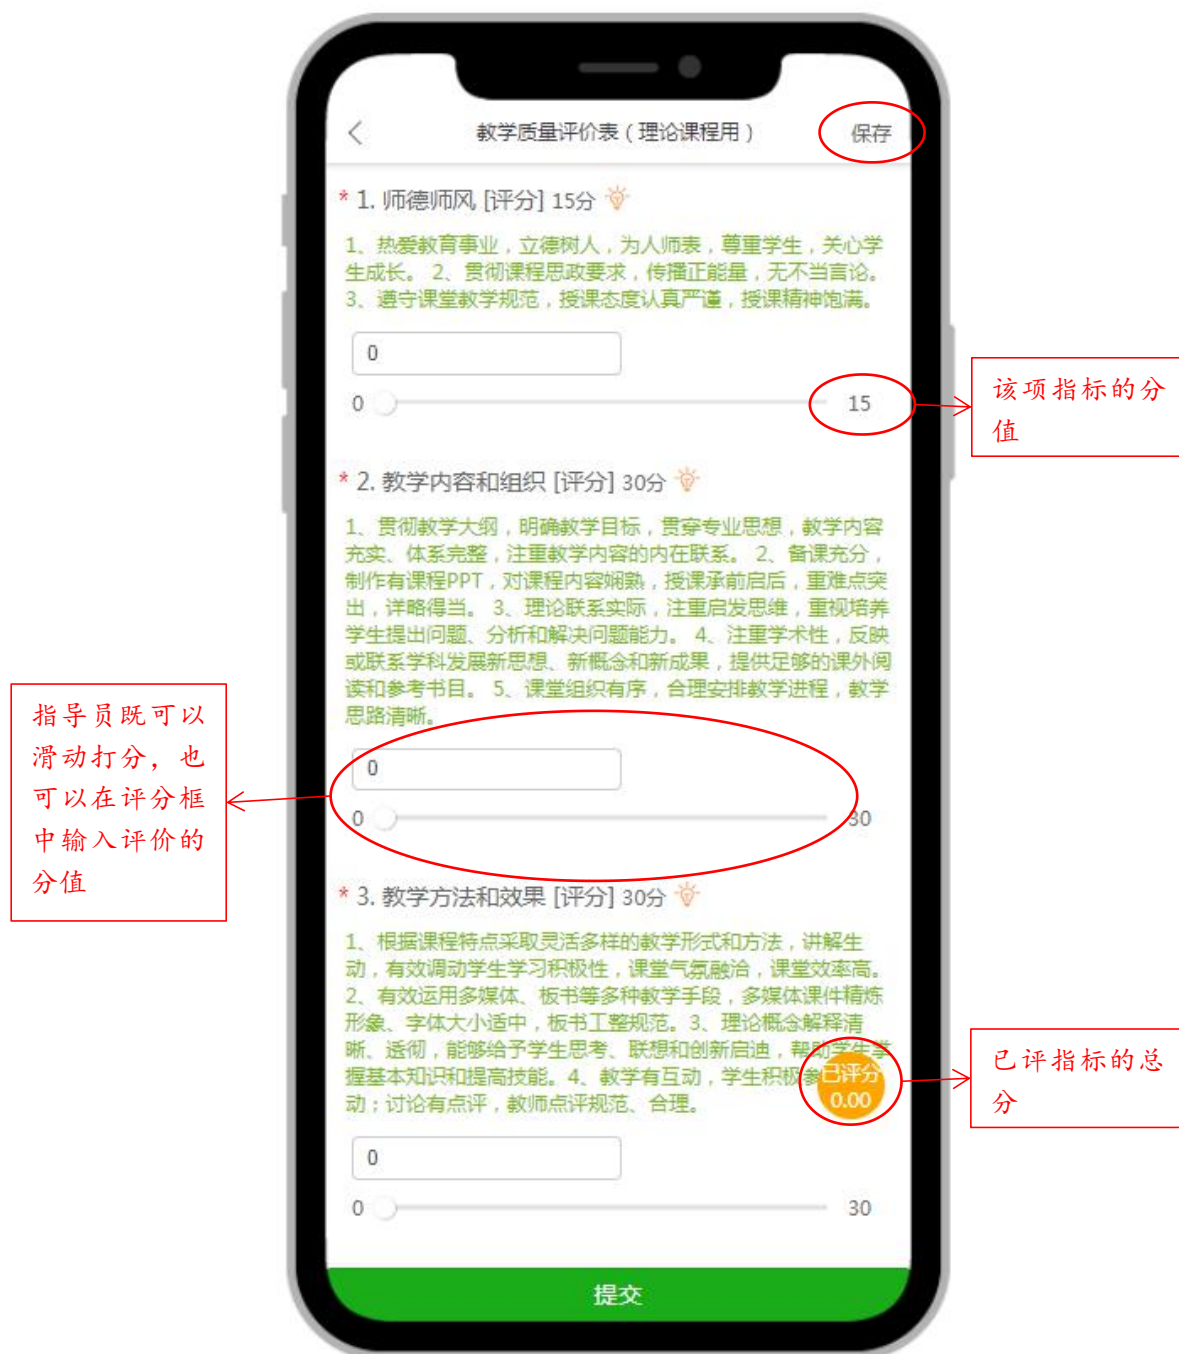 教学质量评价表（理论课程用）
保存
* 1. 师德师风 [评分] 15分
1、热爱教育事业，立德树人，为人师表，尊重学生，关心学
生成长。 2、贯彻课程思政要求，传播正能量，无不当言论。
3、遵守课堂教学规范，授课态度认真严谨，授课精神饱满。
0
0 15
该项指标的分
值
* 2. 教学内容和组织 [评分] 30分
1、贯彻教学大纲，明确教学目标，贯穿专业思想，教学内容
充实、体系完整，注重教学内容的内在联系。 2、备课充分，
制作有课程PPT，对课程内容娴熟，授课承前启后，重难点突
出，详略得当。 3、理论联系实际，注重启发思维，重视培养
学生提出问题、分析和解决问题能力。 4、注重学术性，反映
或联系学科发展新思想、新概念和新成果，提供足够的课外阅
读和参考书目。 5、课堂组织有序，合理安排教学进程，教学
思路清晰。
0
0 30
指导员既可以
滑动打分，也
可以在评分框
中输入评价的
分值
* 3. 教学方法和效果 [评分] 30分
1、根据课程特点采取灵活多样的教学形式和方法，讲解生
动，有效调动学生学习积极性，课堂气氛融洽，课堂效率高。
2、有效运用多媒体、板书等多种教学手段，多媒体课件精炼
形象、字体大小适中，板书工整规范。3、理论概念解释清
晰、透彻，能够给予学生思考、联想和创新启迪，帮助学生掌
握基本知识和提高技能。4、教学有互动，学生积极参
动；讨论有点评，教师点评规范、合理。
已评分
0.00
已评指标的总
分
0
0 30
提交